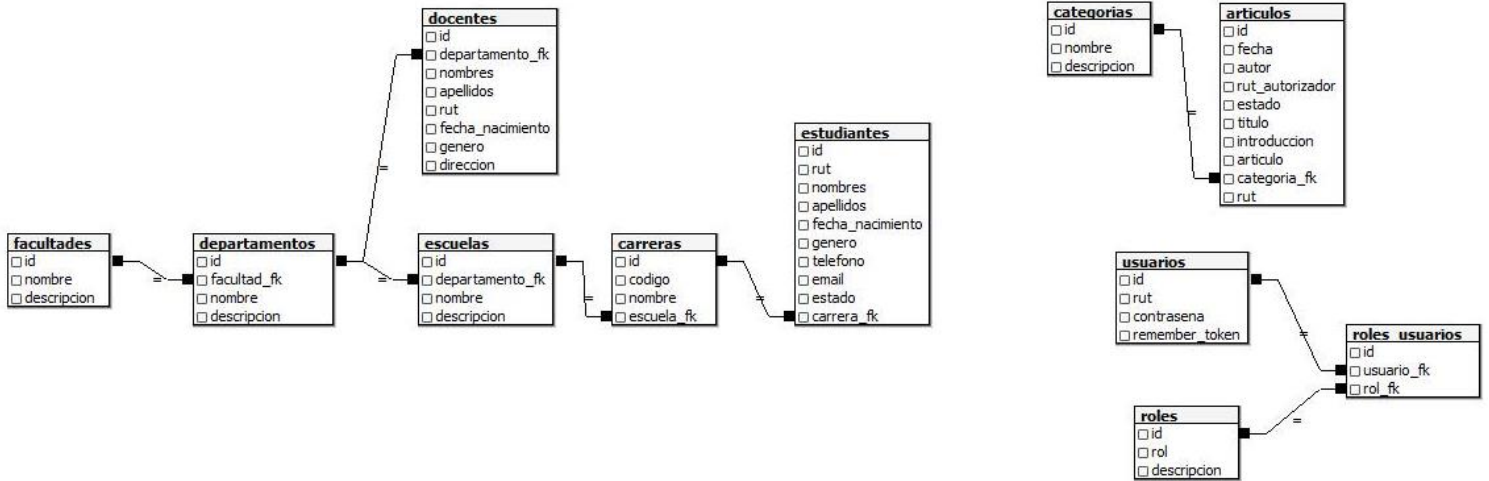 docentes
id
departamento_fk
nombres
apellidos
rut
fecha_nacimiento
genero
direccion
categorias
id
nombre
descripcion
articulos
id
fecha
autor
rut_autorizador
estado
titulo
introduccion
articulo
categoria_fk
rut
=
=
estudiantes
id
rut
nombres
apellidos
fecha_nacimiento
genero
telefono
email
estado
carrera_fk
facultades
id
nombre
descripcion
=
departamentos
id
facultad_fk
nombre
descripcion
=
escuelas
id
departamento_fk
nombre
descripcion
=
carreras
id
codigo
nombre
escuela_fk
=
usuarios
id
rut
contrasena
remember_token
=
roles_usuarios
id
usuario_fk
rol_fk
=
roles
id
rol
descripcion